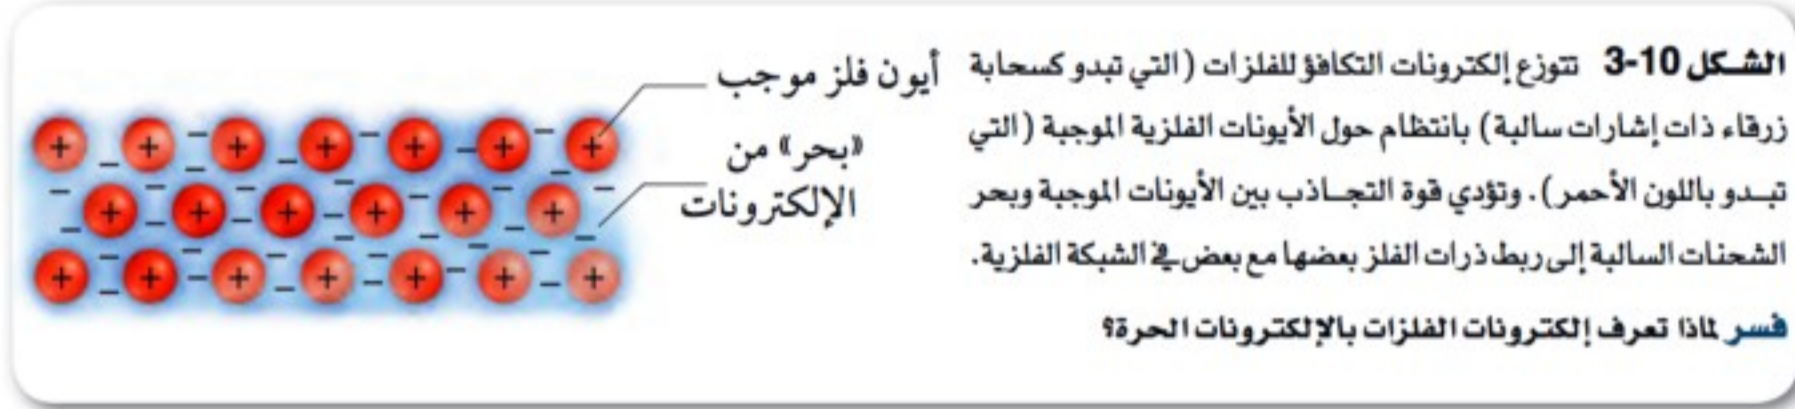 الشكل 10-3 تتوزع إلكترونات التكافؤ للفلزات (التي تبدو كسحابة
زرقاء ذات إشارات سالبة) بانتظام حول الأيونات الفلزية الموجبة (التي
تبدو باللون الأحمر). وتؤدي قوة التجاذب بين الأيونات الموجبة وبحر
الشحنات السالبة إلى ربط ذرات الفلز بعضها مع بعض في الشبكة الفلزية.
فسر لماذا تعرف إلكترونات الفلزات بالإلكترونات الحرة؟
أيون فلز موجب
«بحر» من
الإلكترونات